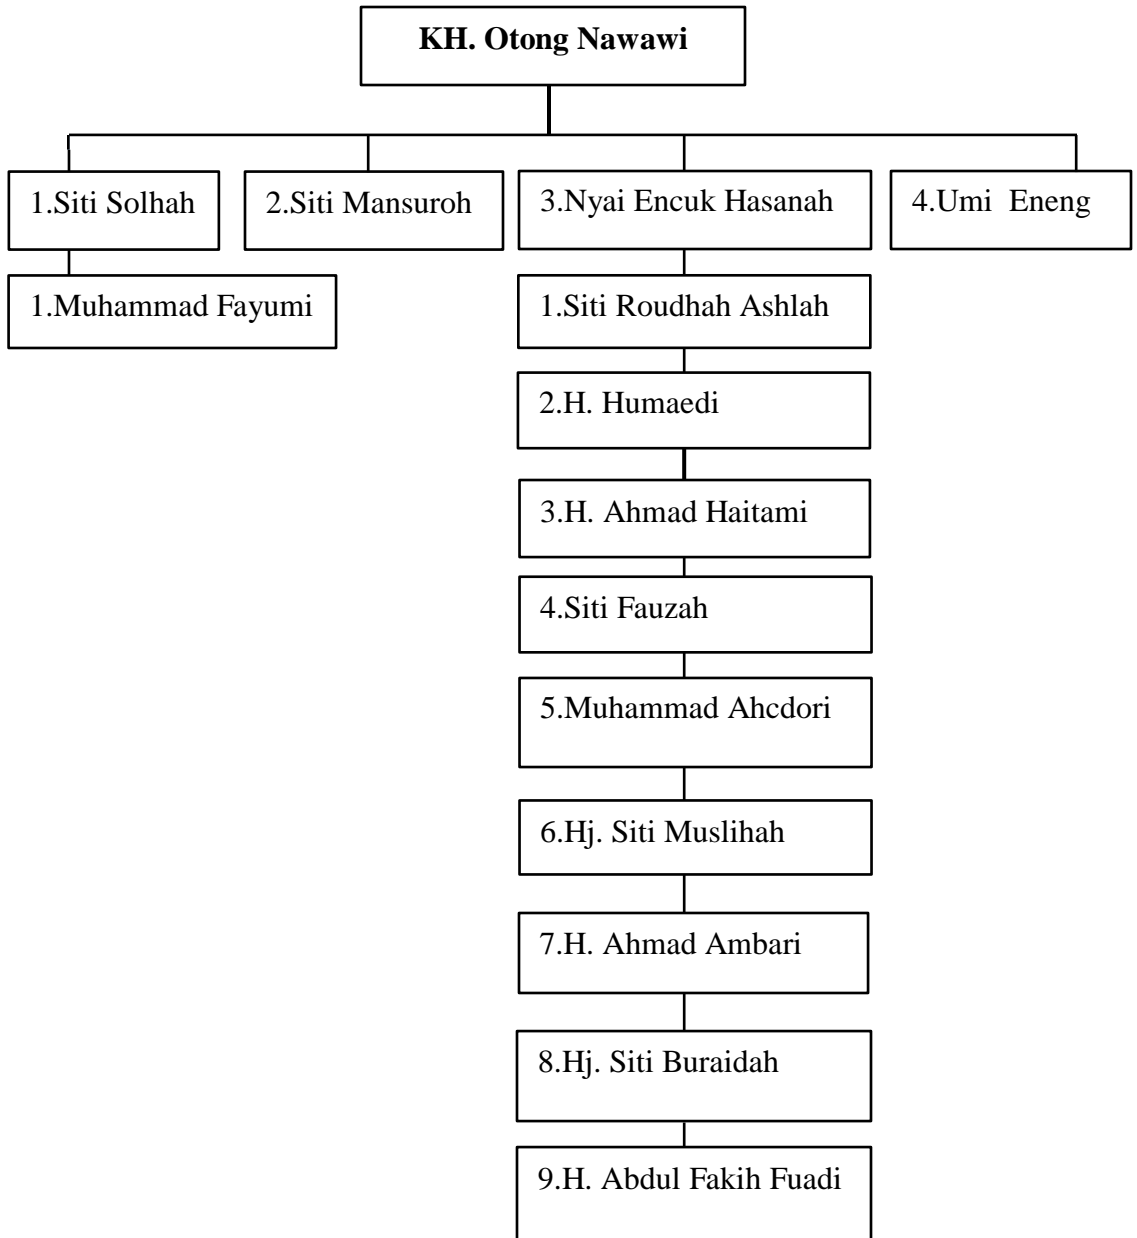 KH. Otong Nawawi
1.Siti Solhah
2.Siti Mansuroh
3.Nyai Encuk Hasanah
4.Umi Eneng
1.Muhammad Fayumi
1.Siti Roudhah Ashlah
2.H. Humaedi
3.H. Ahmad Haitami
4.Siti Fauzah
5.Muhammad Ahcdori
6.Hj. Siti Muslihah
7.H. Ahmad Ambari
8.Hj. Siti Buraidah
9.H. Abdul Fakih Fuadi